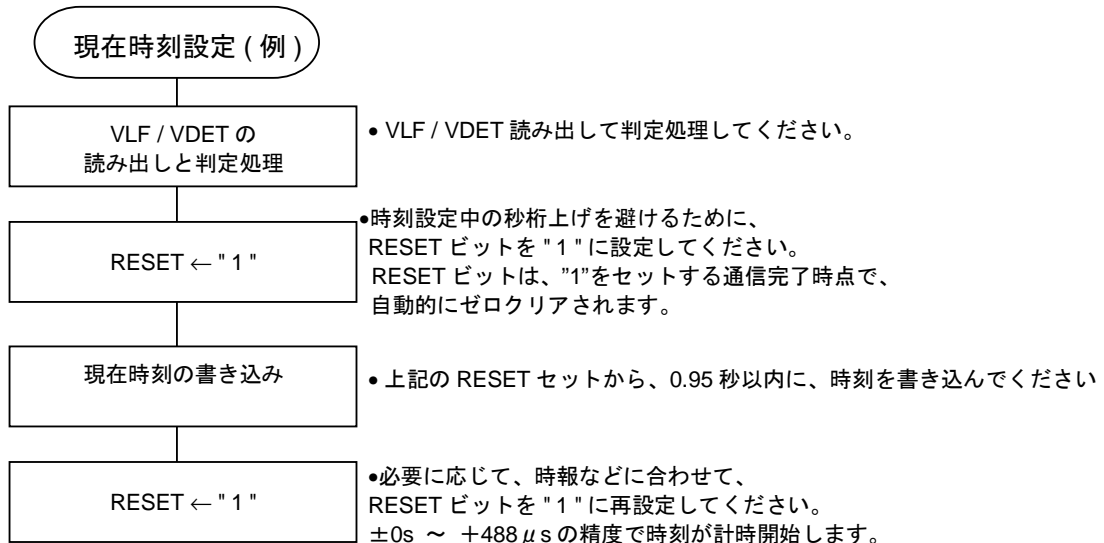 現在時刻設定 ( 例 )
VLF / VDET の
読み出しと判定処理
• VLF / VDET 読み出して判定処理してください。
RESET ← " 1 "
•時刻設定中の秒桁上げを避けるために、
RESET ビットを " 1 " に設定してください。
RESET ビットは、”1”をセットする通信完了時点で、
自動的にゼロクリアされます。
現在時刻の書き込み
• 上記の RESET セットから、0.95 秒以内に、時刻を書き込んでください
RESET ← " 1 "
•必要に応じて、時報などに合わせて、
RESET ビットを " 1 " に再設定してください。
±0s ～ +488μsの精度で時刻が計時開始します。